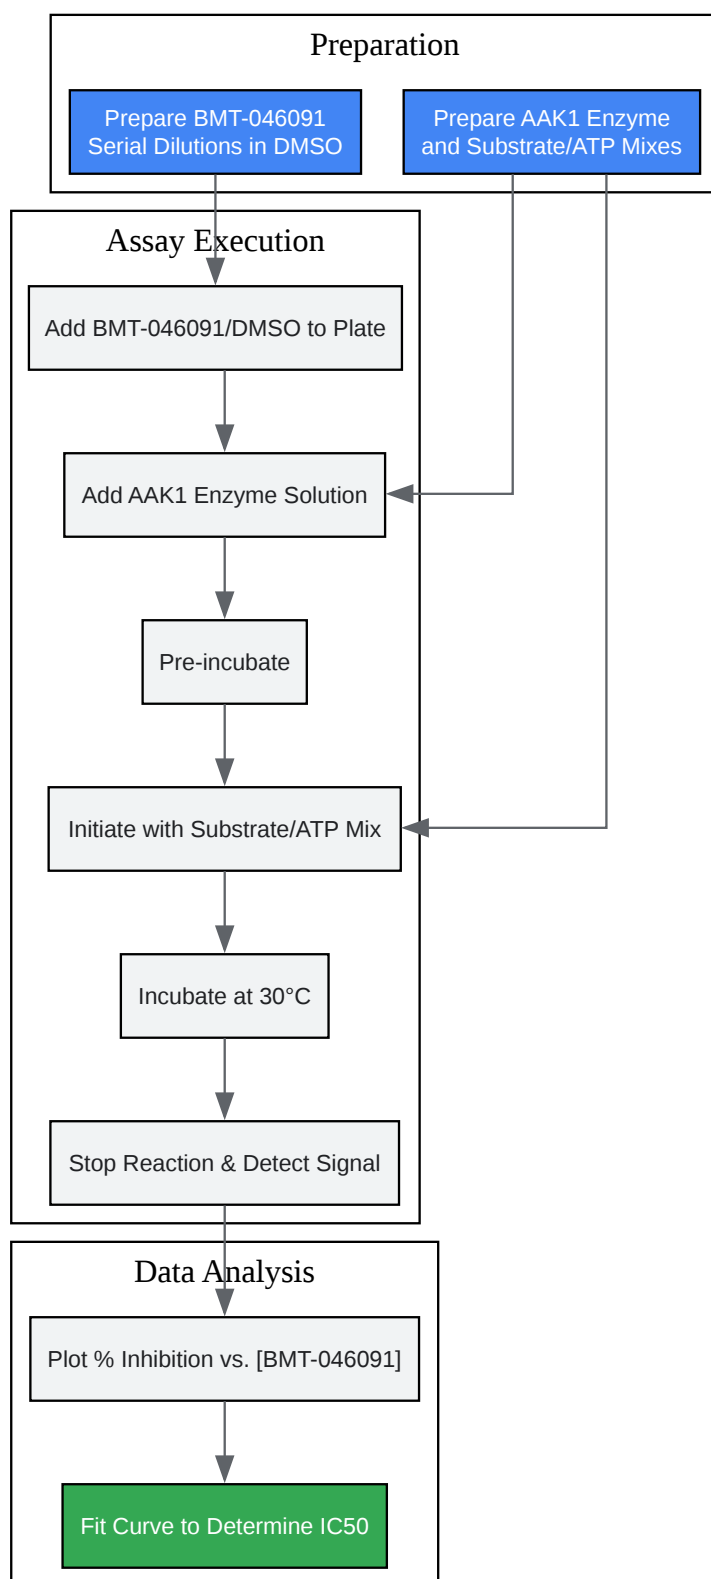 Preparation
Prepare BMT-046091
Serial Dilutions in DMSO
Prepare AAK1 Enzyme
and Substrate/ATP Mixes
Assay Execution
Add BMT-046091/DMSO to Plate
Add AAK1 Enzyme Solution
Pre-incubate
Initiate with Substrate/ATP Mix
Incubate at 30°C
Stop Reaction & Detect Signal
Data Analysis
Plot % Inhibition vs. [BMT-046091]
Fit Curve to Determine IC50